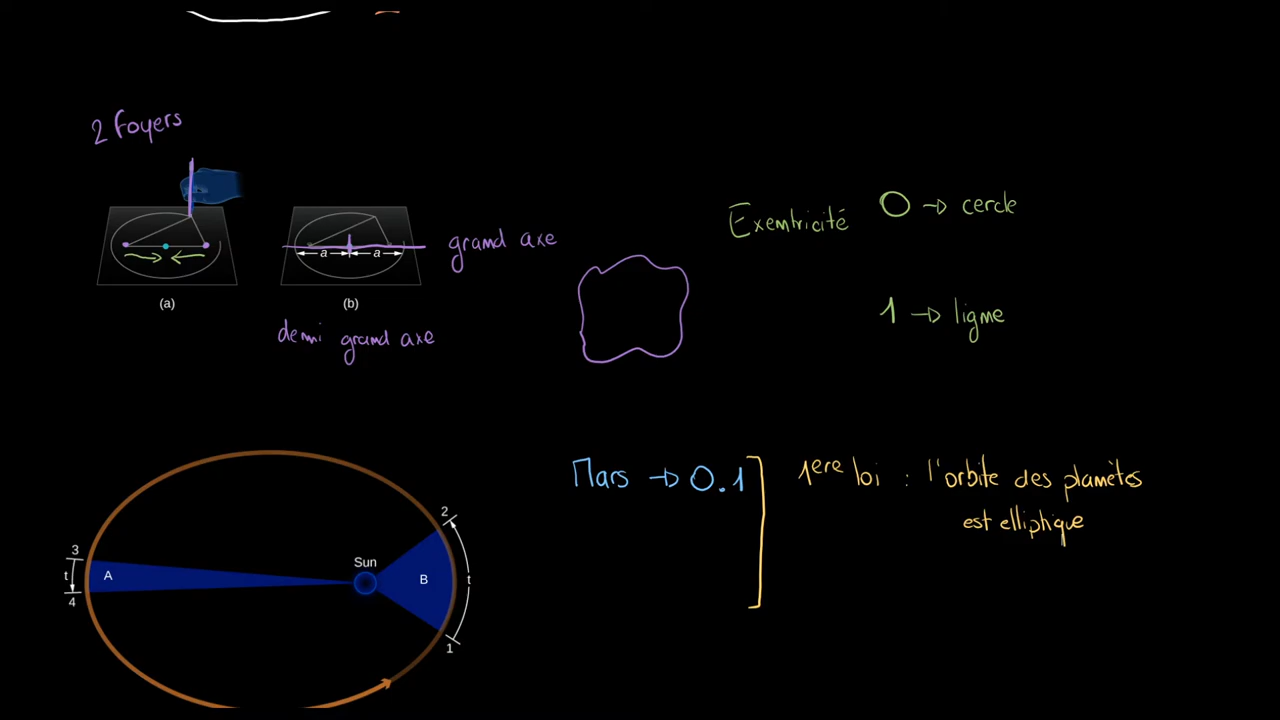 2 foyers
a a
grand axe
(a)
(b)
demi grand axe
Exentricité 0 → cercle
1 → ligne
Mars → 0.1
1ere loi : l'orbite des planètes
est elliptique
2
3
Sun
t
A
B
t
4
1